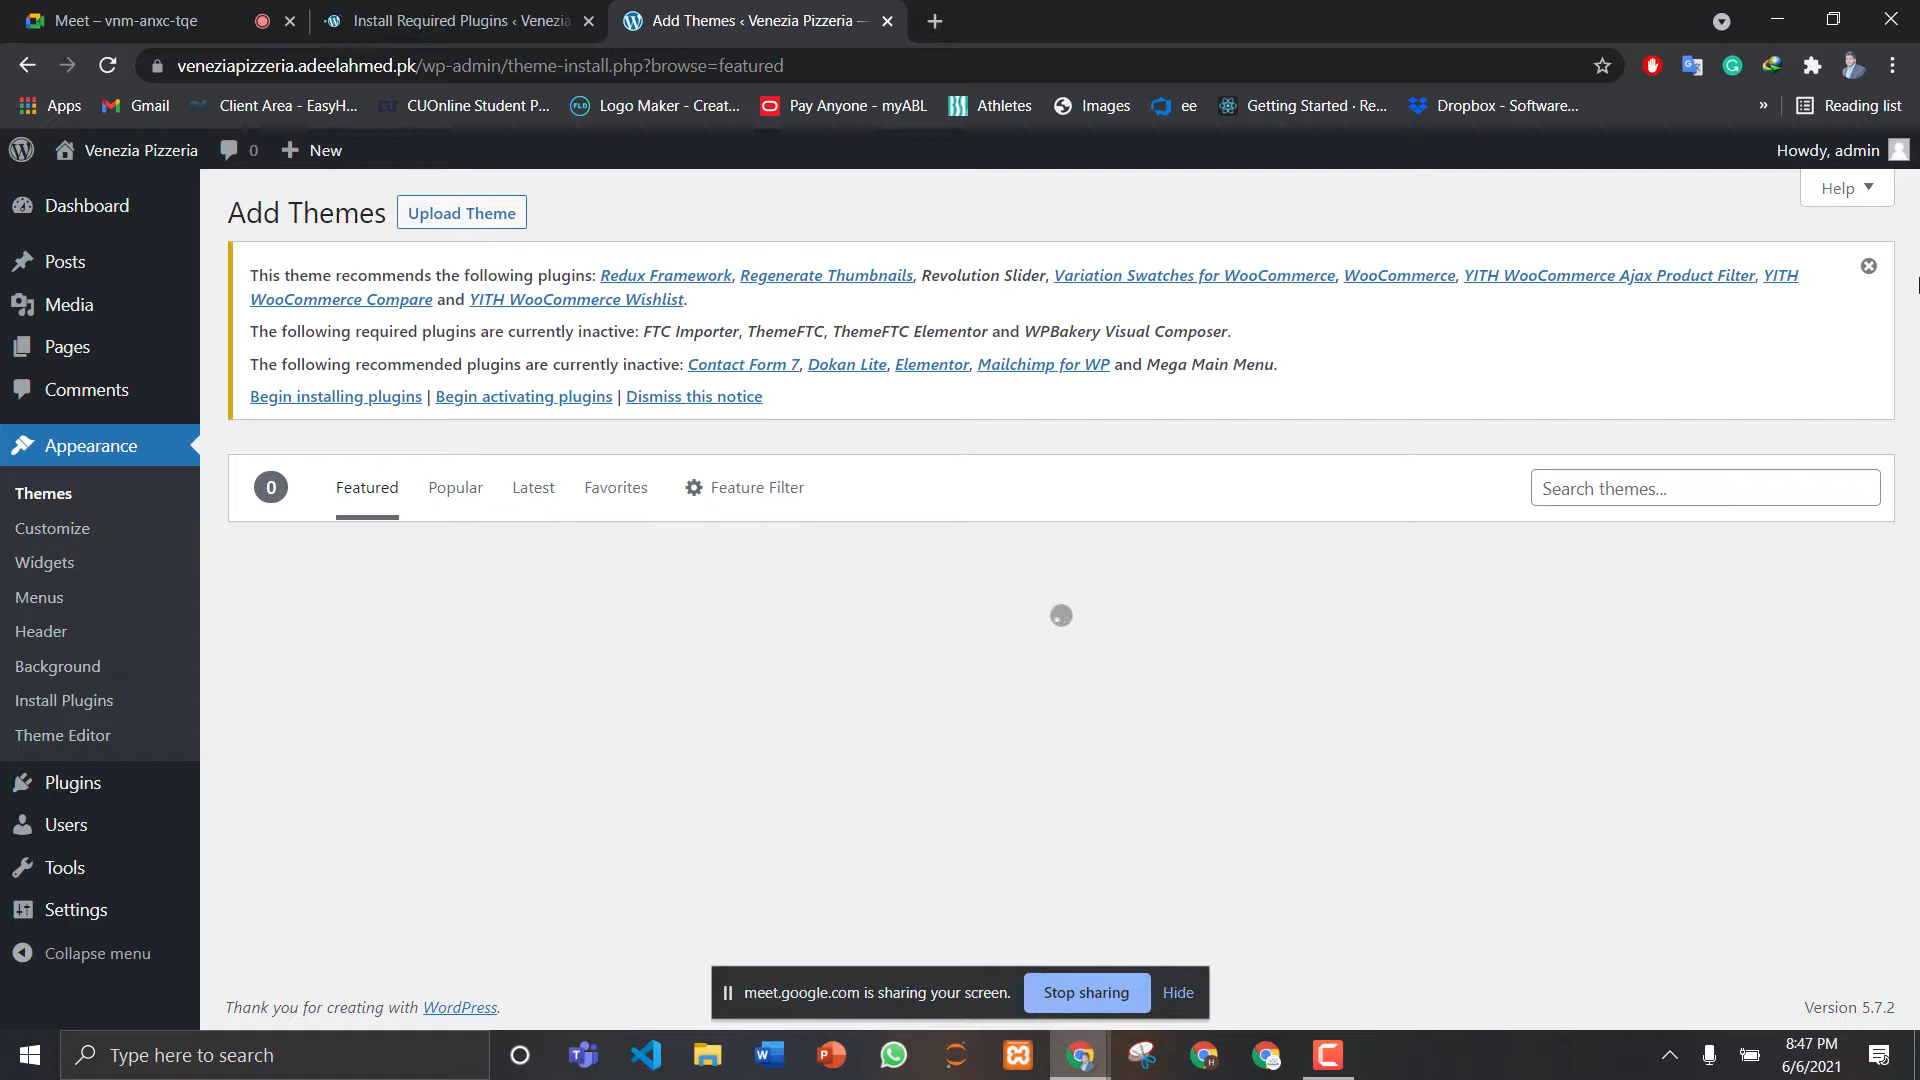 Meet – vnm-anxc-tqe
Install Required Plugins ‹ Venezia
Add Themes ‹ Venezia Pizzeria —
veneziapizzeria.adeelahmed.pk/wp-admin/theme-install.php?browse=featured
Apps Gmail Client Area - EasyH... CUOnline Student P... Logo Maker - Creat... Pay Anyone - myABL Athletes Images ee Getting Started · Re... Dropbox - Software... » Reading list
Venezia Pizzeria 0 New Howdy, admin
Help
Dashboard
Posts
Media
Pages
Comments
Appearance
Themes
Customize
Widgets
Menus
Header
Background
Install Plugins
Theme Editor
Plugins
Users
Tools
Settings
Collapse menu
Add Themes Upload Theme
This theme recommends the following plugins: Redux Framework, Regenerate Thumbnails, Revolution Slider, Variation Swatches for WooCommerce, WooCommerce, YITH WooCommerce Ajax Product Filter, YITH
WooCommerce Compare and YITH WooCommerce Wishlist.
The following required plugins are currently inactive: FTC Importer, ThemeFTC, ThemeFTC Elementor and WPBakery Visual Composer.
The following recommended plugins are currently inactive: Contact Form 7, Dokan Lite, Elementor, Mailchimp for WP and Mega Main Menu.
Begin installing plugins | Begin activating plugins | Dismiss this notice
0 Featured Popular Latest Favorites Feature Filter Search themes...
meet.google.com is sharing your screen. Stop sharing Hide
Thank you for creating with WordPress. Version 5.7.2
Type here to search
8:47 PM
6/6/2021